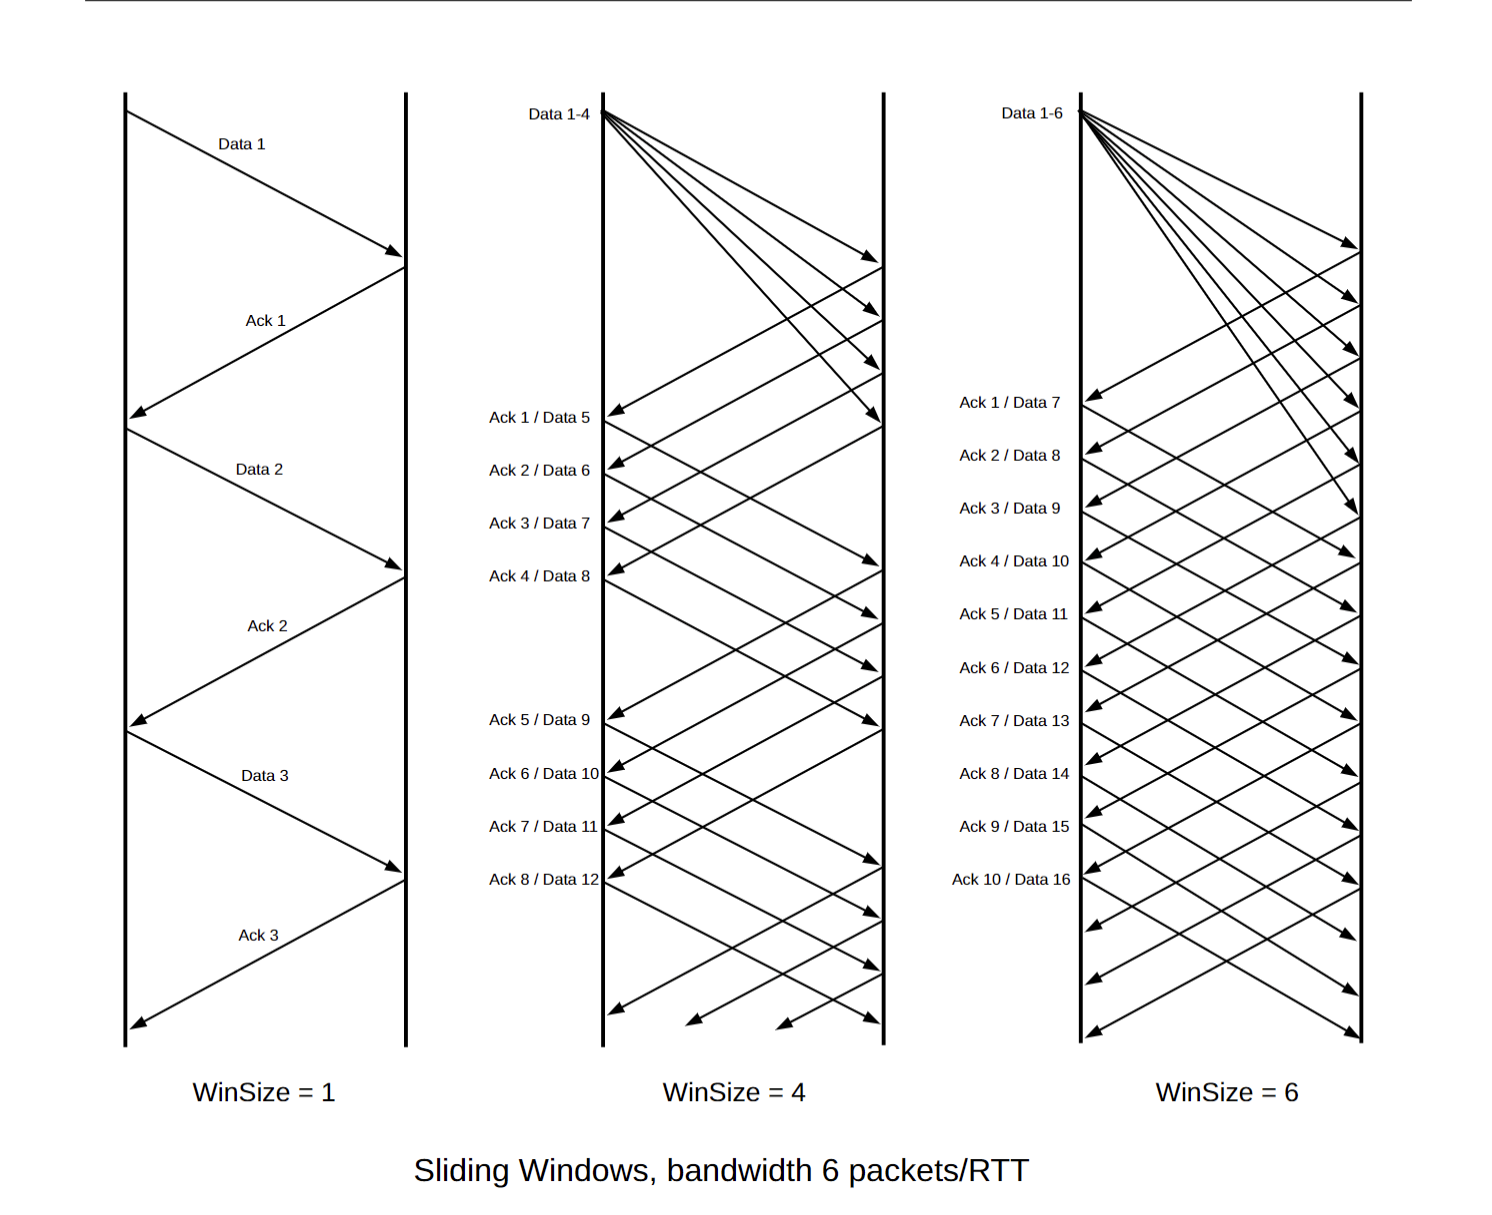 Data 1
Ack 1
Data 2
Ack 2
Data 3
Ack 3
WinSize = 1
Data 1-4
Ack 1 / Data 5
Ack 2 / Data 6
Ack 3 / Data 7
Ack 4 / Data 8
Ack 5 / Data 9
Ack 6 / Data 10
Ack 7 / Data 11
Ack 8 / Data 12
WinSize = 4
Data 1-6
Ack 1 / Data 7
Ack 2 / Data 8
Ack 3 / Data 9
Ack 4 / Data 10
Ack 5 / Data 11
Ack 6 / Data 12
Ack 7 / Data 13
Ack 8 / Data 14
Ack 9 / Data 15
Ack 10 / Data 16
WinSize = 6
Sliding Windows, bandwidth 6 packets/RTT